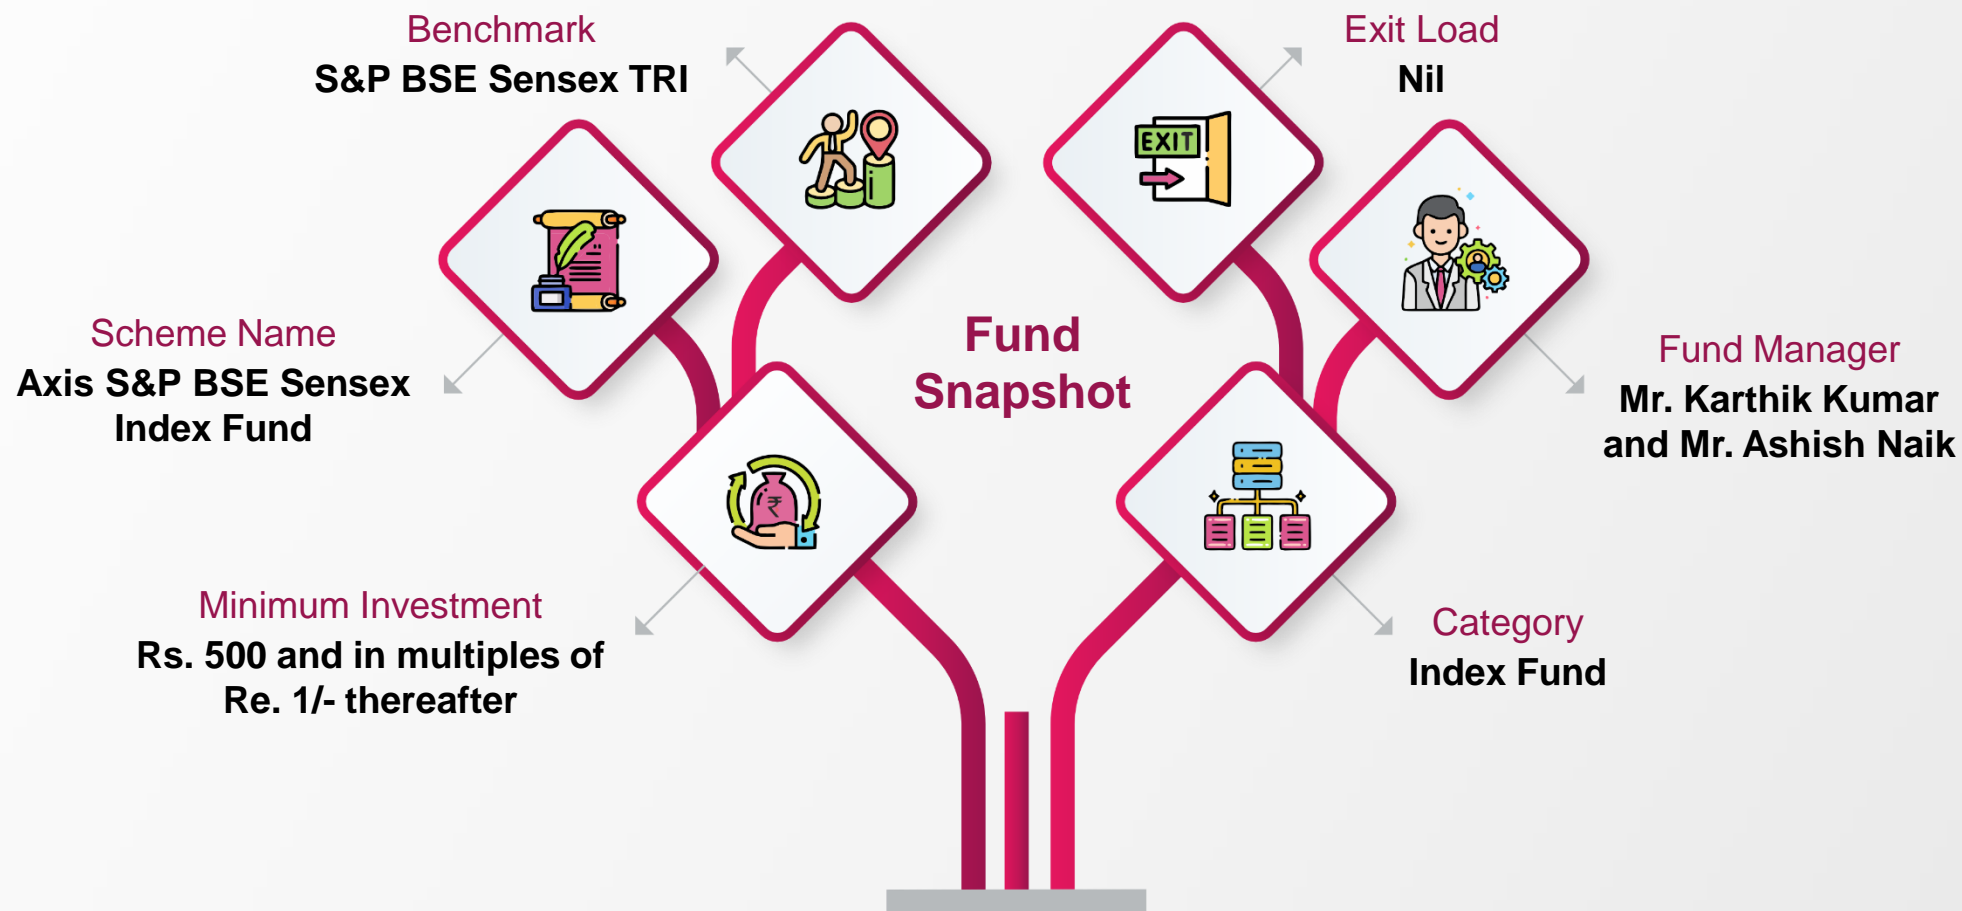 Benchmark
S&P BSE Sensex TRI
Exit Load
Nil
EXIT
Scheme Name
Axis S&P BSE Sensex
Index Fund
Fund
Snapshot
Fund Manager
Mr. Karthik Kumar
and Mr. Ashish Naik
₹
Minimum Investment
Rs. 500 and in multiples of
Re. 1/- thereafter
Category
Index Fund